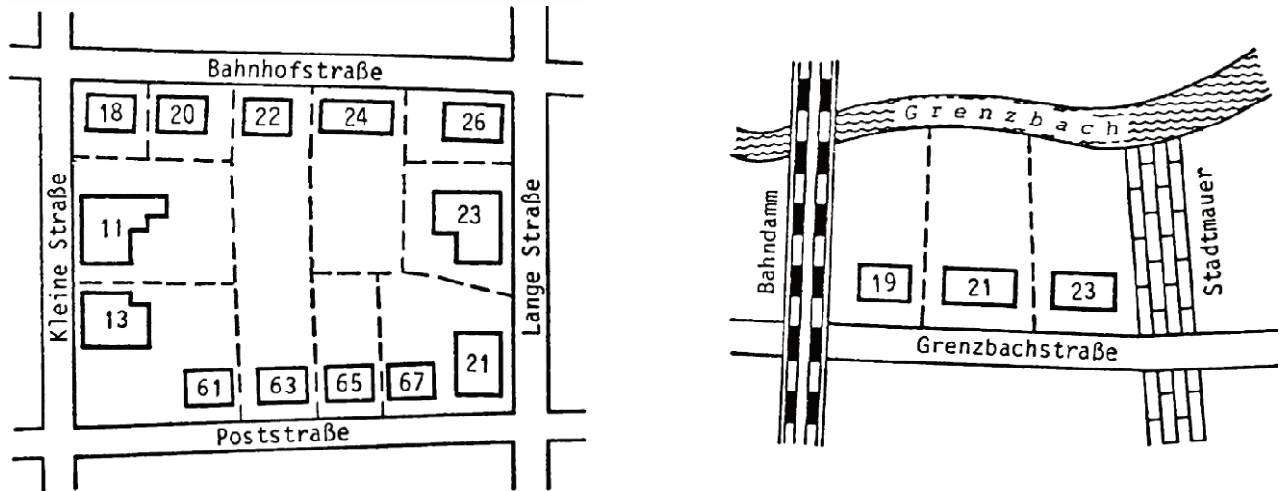 Bahnhofstraße
18
20
22
24
26
Kleine Straße
11
23
Lange Straße
13
61
63
65
67
21
Poststraße
Grenzbach
Bahndamm
Stadtmauer
19
21
23
Grenzbachstraße